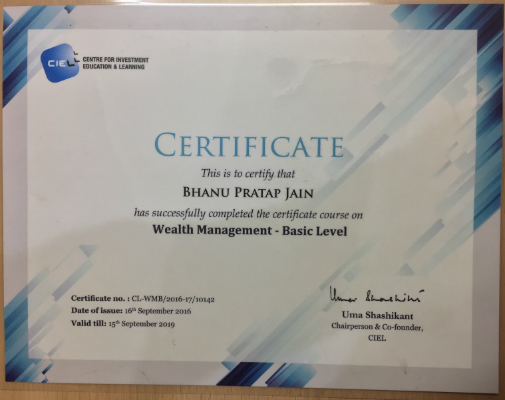 CIEL
CENTRE FOR INVESTMENT
EDUCATION & LEARNING
CERTIFICATE
This is to certify that
BHANU PRATAP JAIN
has successfully completed the certificate course on
Wealth Management - Basic Level
Certificate no. : CL-WMB/2016-17/10142
Date of issue: 16th September 2016
Valid till: 15th September 2019
Uma Shashikant
Uma Shashikant
Chairperson & Co-founder,
CIEL